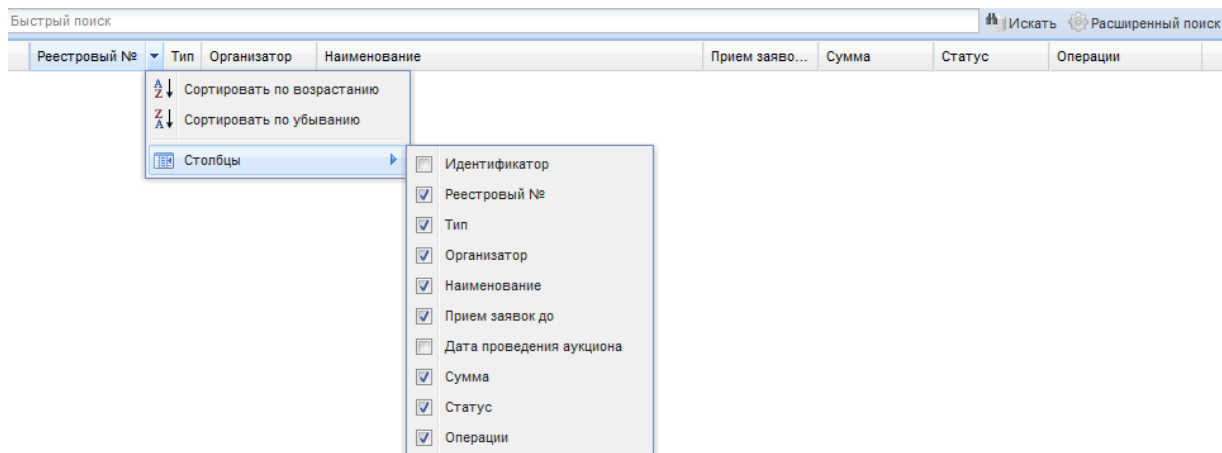 Быстрый поиск Искать Расширенный поиск
Реестровый № Тип Организатор Наименование Прием заяво... Сумма Статус Операции
Сортировать по возрастанию
Сортировать по убыванию
Столбцы
Идентификатор
Реестровый №
Тип
Организатор
Наименование
Прием заявок до
Дата проведения аукциона
Сумма
Статус
Операции